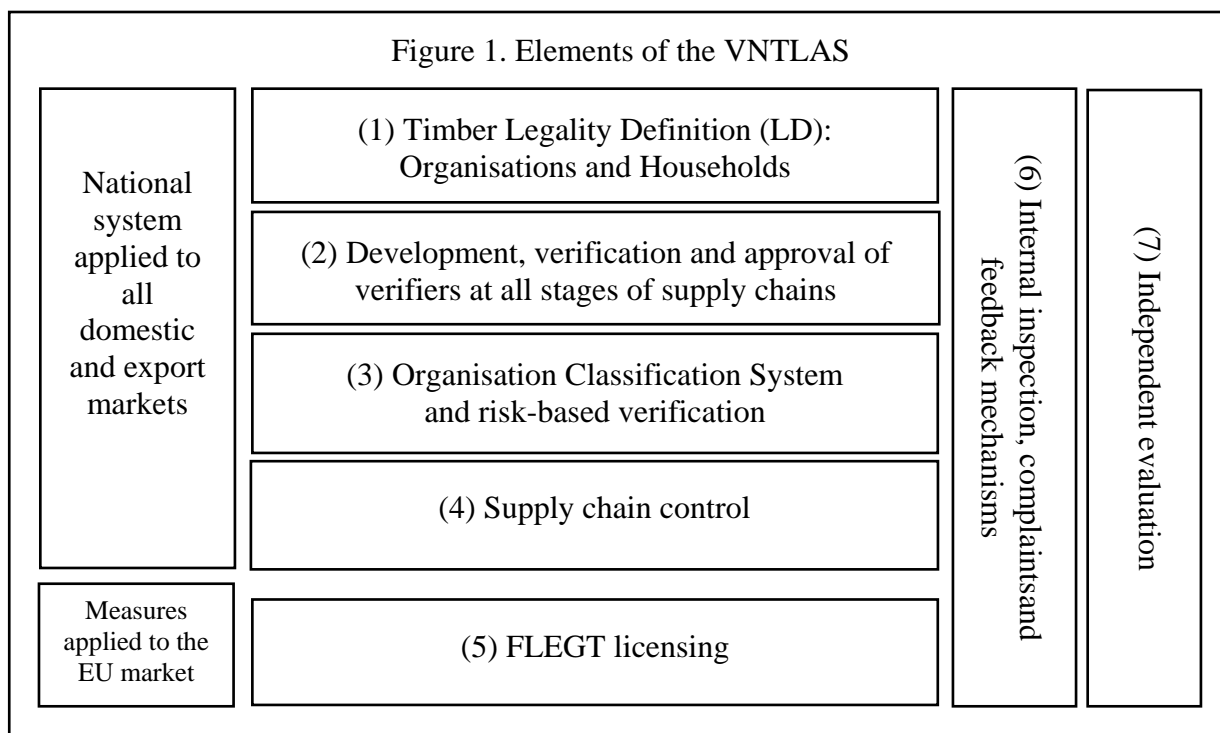 Figure 1. Elements of the VNTLAS
National
system
applied to
all
domestic
and export
markets
(1) Timber Legality Definition (LD):
Organisations and Households
(2) Development, verification and approval of
verifiers at all stages of supply chains
(3) Organisation Classification System
and risk-based verification
(4) Supply chain control
Measures
applied to the
EU market
(5) FLEGT licensing
(6) Internal inspection, complaintsand
feedback mechanisms
(7) Independent evaluation